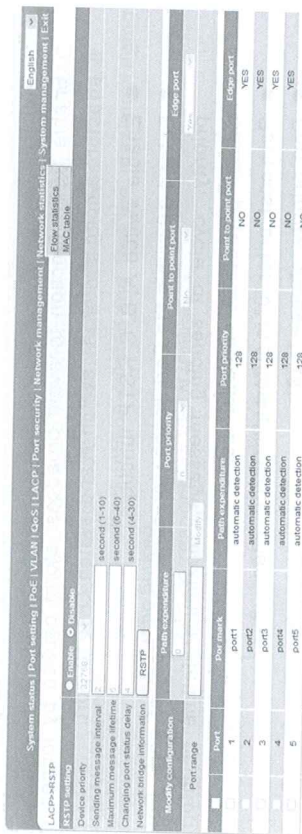 English
System status | Port setting | PoE | VLAN | QoS | LACP | Port security | Network management | Network statistics | System management | Exit
Flow statistics
MAC table
LACP>>RSTP
RSTP setting Enable Disable
Device priority
Sending message interval second (1-10)
Maximum message lifetime second (6-40)
Changing port status delay second (4-30)
Network bridge information RSTP
Modify configuration Path expenditure Port priority Point to point port Edge port
0 No Yes
Port range Modify
Port Por mark Path expenditure Port priority Point to point port Edge port
1 port1 automatic detection 128 NO YES
2 port2 automatic detection 128 NO YES
3 port3 automatic detection 128 NO YES
4 port4 automatic detection 128 NO YES
5 port5 automatic detection 128 NO YES